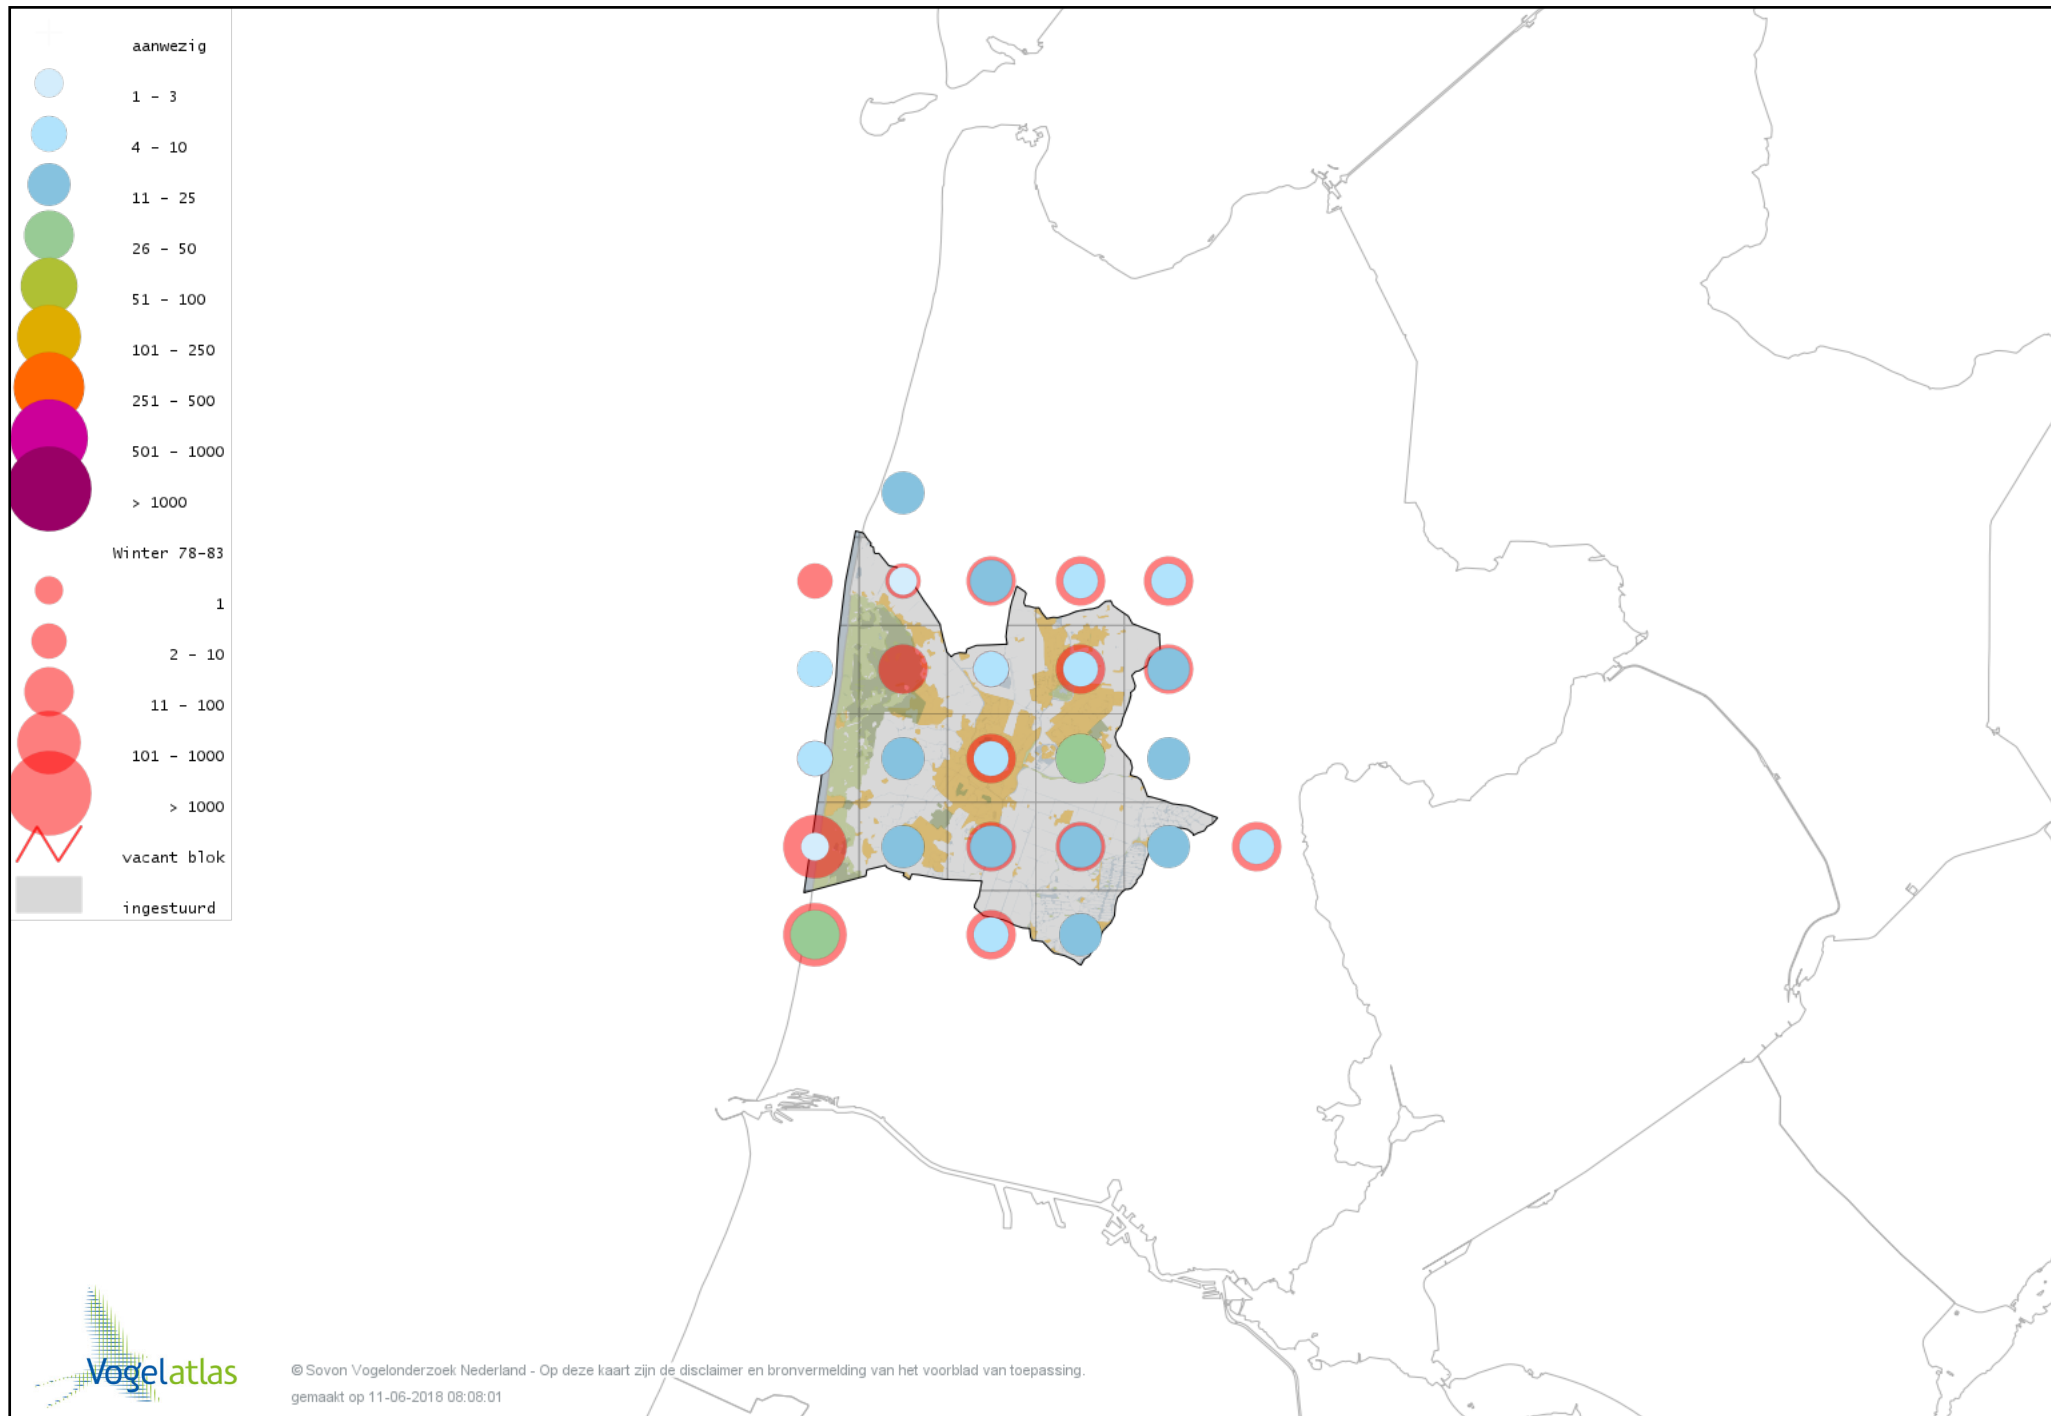 aanwezig
1 – 3
4 – 10
11 – 25
26 – 50
51 – 100
101 – 250
251 – 500
501 – 1000
> 1000
Winter 78-83
1
2 – 10
11 – 100
101 – 1000
> 1000
vacant blok
ingestuurd
Vogelatlas
© Sovon Vogelonderzoek Nederland - Op deze kaart zijn de disclaimer en bronvermelding van het voorblad van toepassing.
gemaakt op 11-06-2018 08:08:01